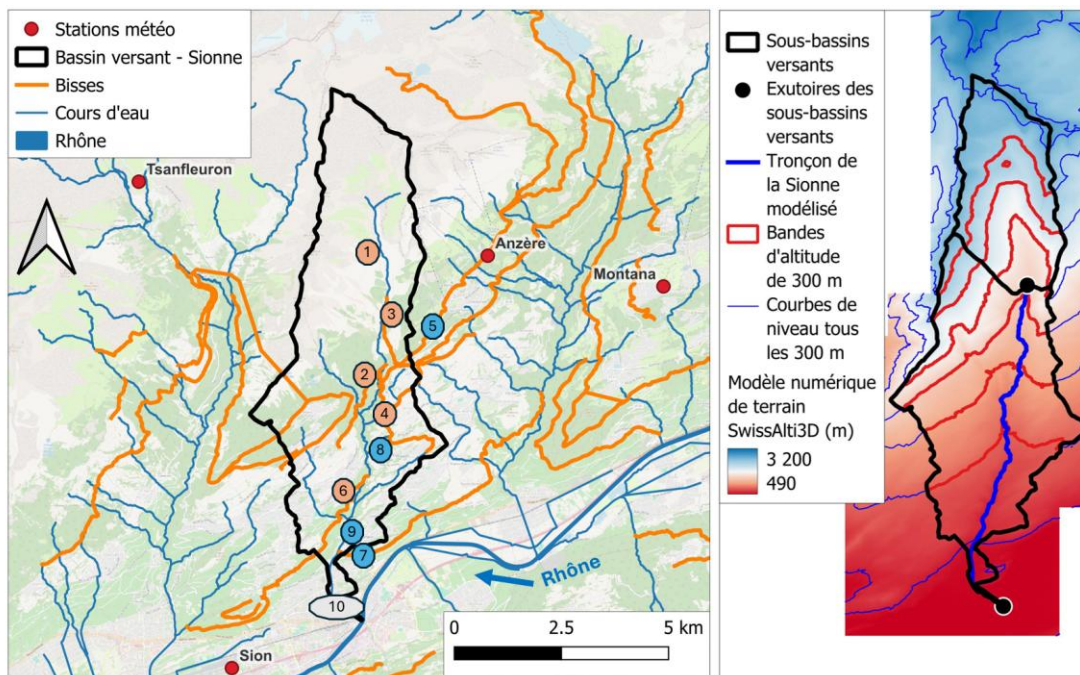 Stations météo
Bassin versant - Sionne
Bisses
Cours d'eau
Rhône
Tsanfleuron
Anzère
Montana
1
3
5
2
4
8
6
9
7
10
Rhône
Sion
0 2.5 5 km
Sous-bassins
versants
Exutoires des
sous-bassins
versants
Tronçon de
la Sionne
modélisé
Bandes
d'altitude
de 300 m
Courbes de
niveau tous
les 300 m
Modèle numérique
de terrain
SwissAlti3D (m)
3 200
490